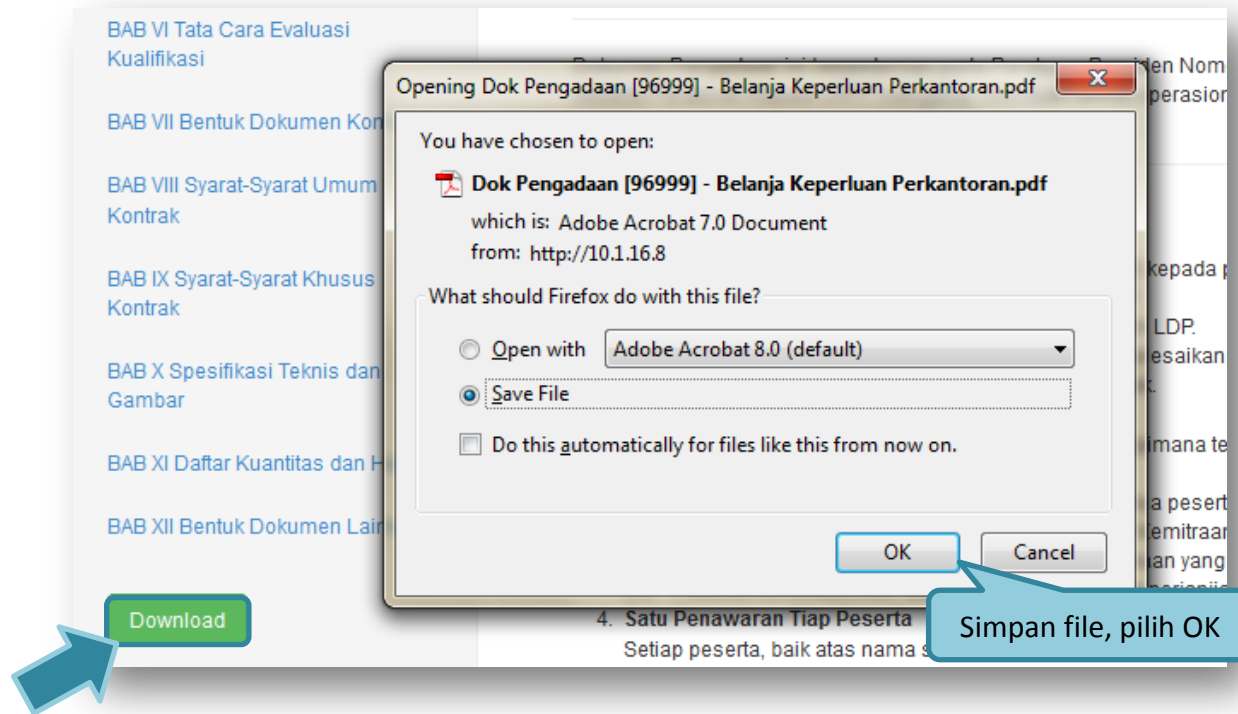 BAB VI Tata Cara Evaluasi
Kualifikasi
BAB VII Bentuk Dokumen Kon
BAB VIII Syarat-Syarat Umum
Kontrak
BAB IX Syarat-Syarat Khusus
Kontrak
BAB X Spesifikasi Teknis dan
Gambar
BAB XI Daftar Kuantitas dan H
BAB XII Bentuk Dokumen Lain
Download
Opening Dok Pengadaan [96999] - Belanja Keperluan Perkantoran.pdf
You have chosen to open:
Dok Pengadaan [96999] - Belanja Keperluan Perkantoran.pdf
which is: Adobe Acrobat 7.0 Document
from: http://10.1.16.8
What should Firefox do with this file?
Open with Adobe Acrobat 8.0 (default)
Save File
Do this automatically for files like this from now on.
OK Cancel
iden Nom
perasion
kepada p
LDP.
esaikan
k.
imana te
a pesert
emitraan
an yang
4. Satu Penawaran Tiap Peserta
Setiap peserta, baik atas nama s
Simpan file, pilih OK